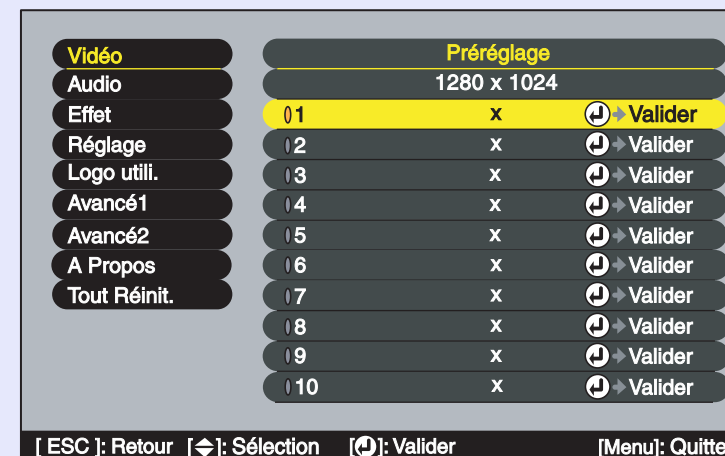 Vidéo
Audio
Effet
Réglage
Logo utili.
Avancé1
Avancé2
A Propos
Tout Réinit.
Préréglage
1280 x 1024
1 x Valider
2 x Valider
3 x Valider
4 x Valider
5 x Valider
6 x Valider
7 x Valider
8 x Valider
9 x Valider
10 x Valider
[ ESC ]: Retour [ ]: Sélection [ ]: Valider [Menu]: Quitte